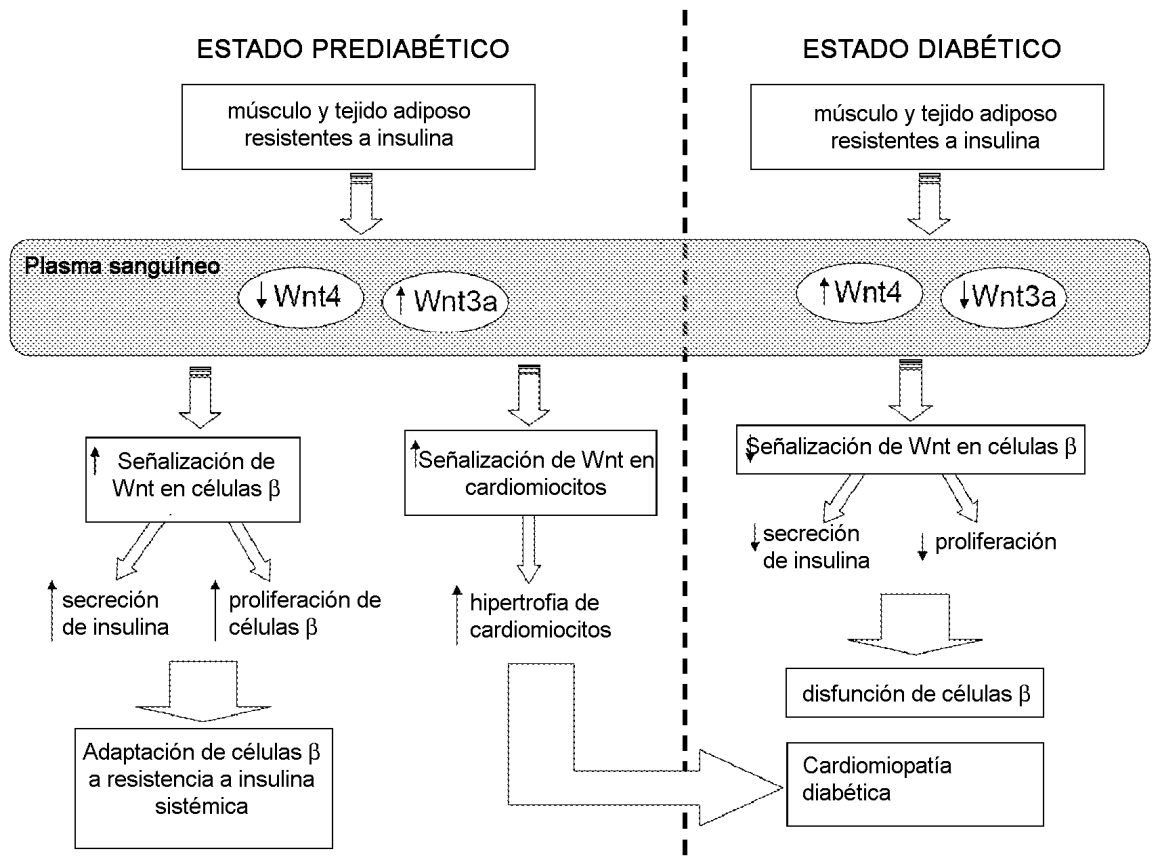 ESTADO PREDIABÉTICO
músculo y tejido adiposo
resistentes a insulina
ESTADO DIABÉTICO
músculo y tejido adiposo
resistentes a insulina
Plasma sanguíneo
↓ Wnt4
↑ Wnt3a
↑ Wnt4
↓ Wnt3a
↑ Señalización de
Wnt en células β
↑ Señalización de Wnt en
cardiomiocitos
↓ Señalización de Wnt en células β
↑ secreción
de insulina
↑ proliferación de
células β
↑ hipertrofia de
cardiomiocitos
↓ secreción
de insulina
↓ proliferación
Adaptación de células β
a resistencia a insulina
sistémica
disfunción de células β
Cardiomiopatía
diabética